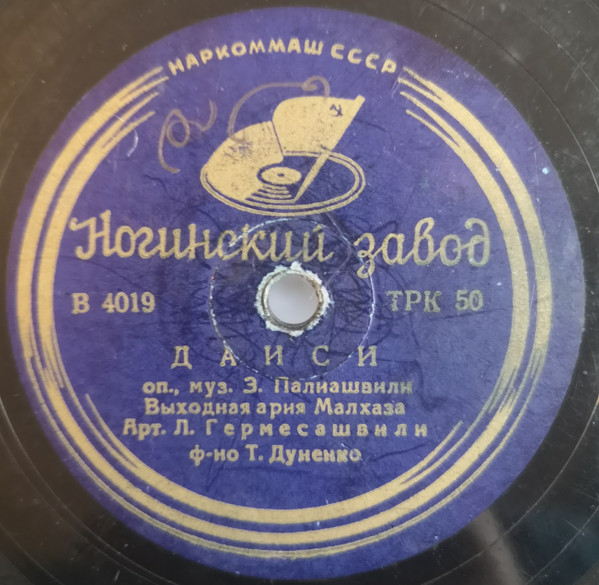 НАРКОММАШ СССР
Ногинский завод
В 4019 ТРК 50
ДАИСИ
оп., муз. З. Палиашвили
Выходная ария Малхаза
Арт. Л. Гермесашвили
ф-но Т. Дуненко